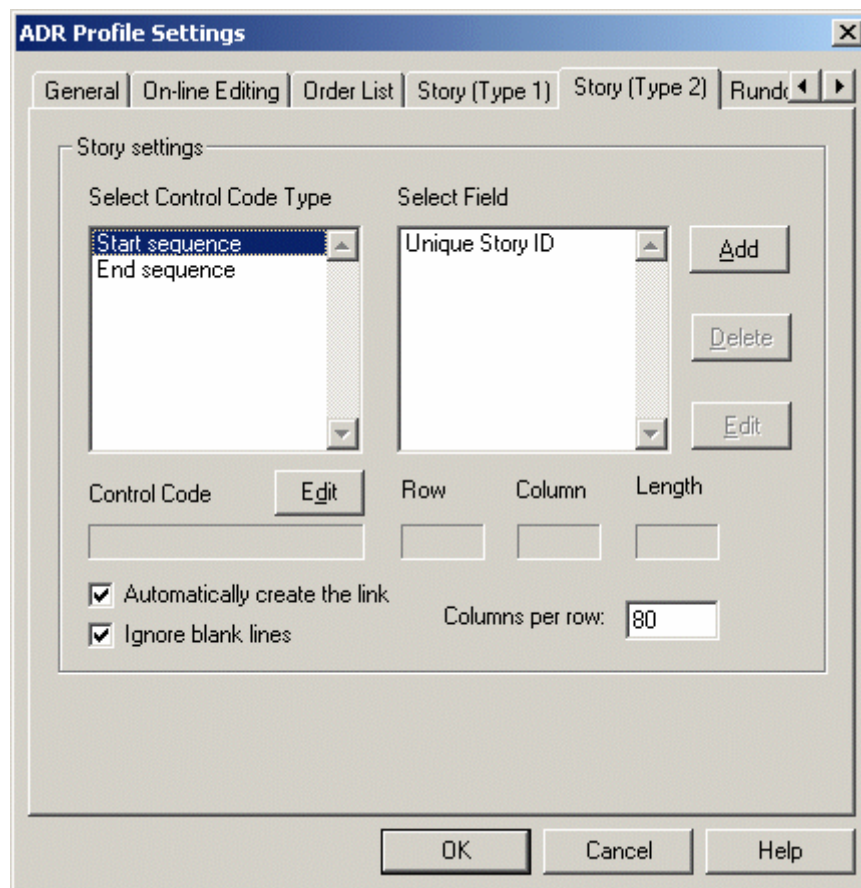 ADR Profile Settings
General On-line Editing Order List Story (Type 1) Story (Type 2)
Story settings
Select Control Code Type Select Field
Start sequence Unique Story ID Add
End sequence
Delete
Edit
Control Code Edit Row Column Length
Automatically create the link
Columns per row: 80
Ignore blank lines
OK Cancel Help